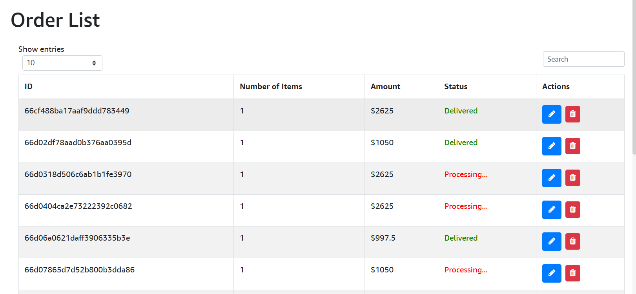 Order List
Show entries
10
Search
ID Number of Items Amount Status Actions
66cf488ba17aaf9ddd783449 1 $2625 Delivered
66d02df78aad0b376aa0395d 1 $1050 Delivered
66d0318d506c6ab1b1fe3970 1 $2625 Processing...
66d0404ca2e73222392c0682 1 $2625 Processing...
66d06a0621daff3906335b3e 1 $997.5 Delivered
66d07865d7d52b800b3dda86 1 $1050 Processing...